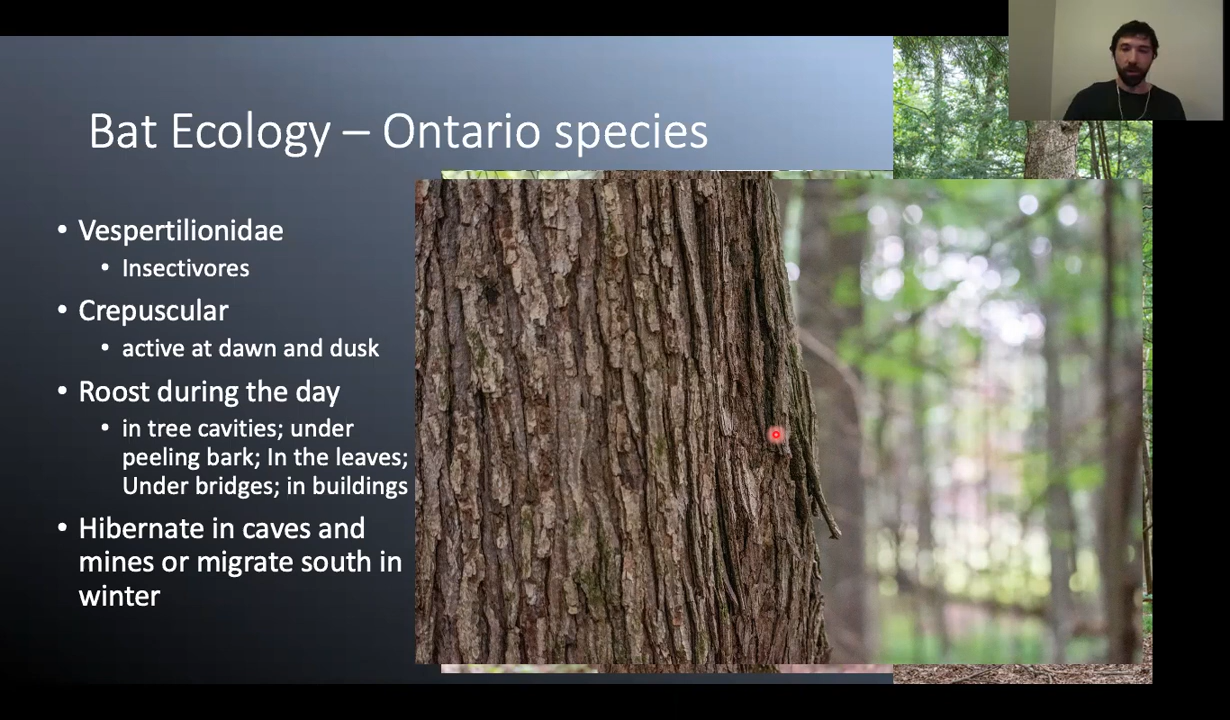 Bat Ecology – Ontario species
• Vespertilionidae
• Insectivores
• Crepuscular
• active at dawn and dusk
• Roost during the day
• in tree cavities; under
peeling bark; In the leaves;
Under bridges; in buildings
• Hibernate in caves and
mines or migrate south in
winter